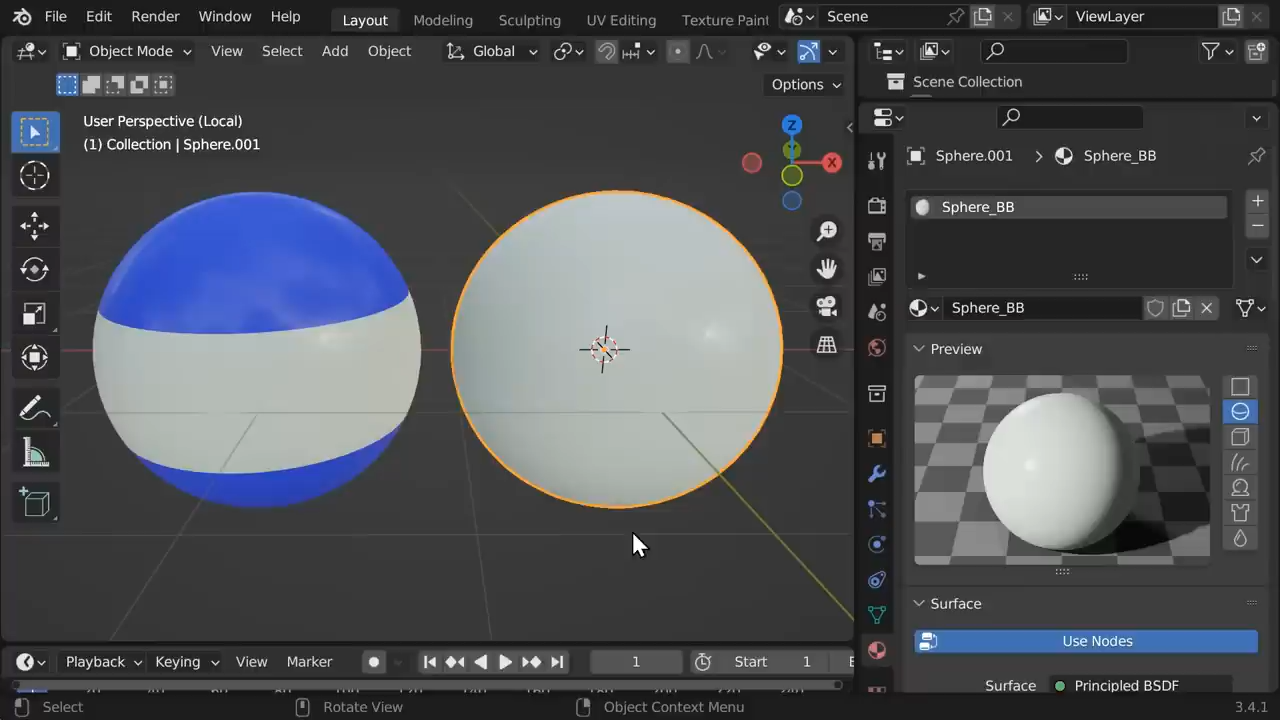 File Edit Render Window Help Layout Modeling Sculpting UV Editing Texture Paint Scene ViewLayer
Object Mode View Select Add Object Global
Options
Scene Collection
User Perspective (Local)
(1) Collection | Sphere.001
Z
Y
X
Sphere.001 > Sphere_BB
Sphere_BB
Sphere_BB
Preview
Surface
Use Nodes
Surface Principled BSDF
Playback Keying View Marker 1 Start 1
Select Rotate View Object Context Menu 3.4.1